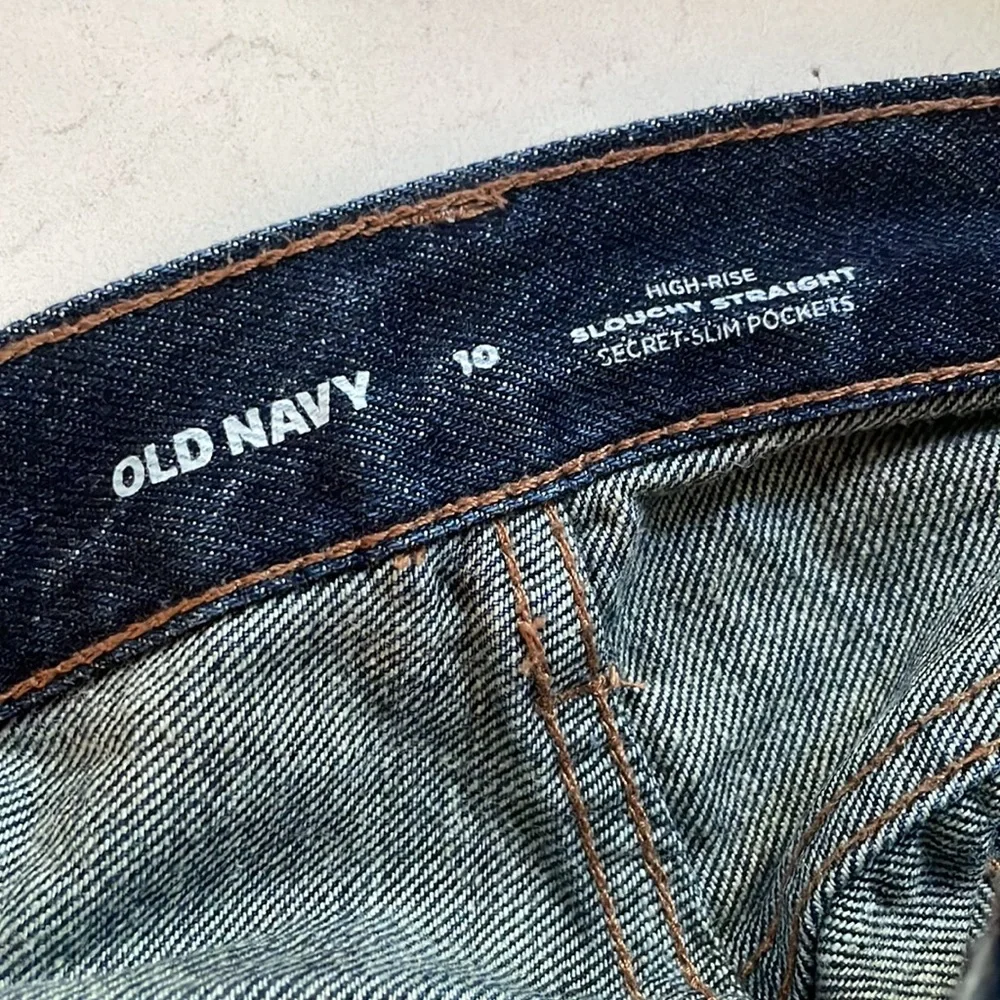 OLD NAVY
10
HIGH-RISE
SLOUCHY STRAIGHT
SECRET-SLIM POCKETS